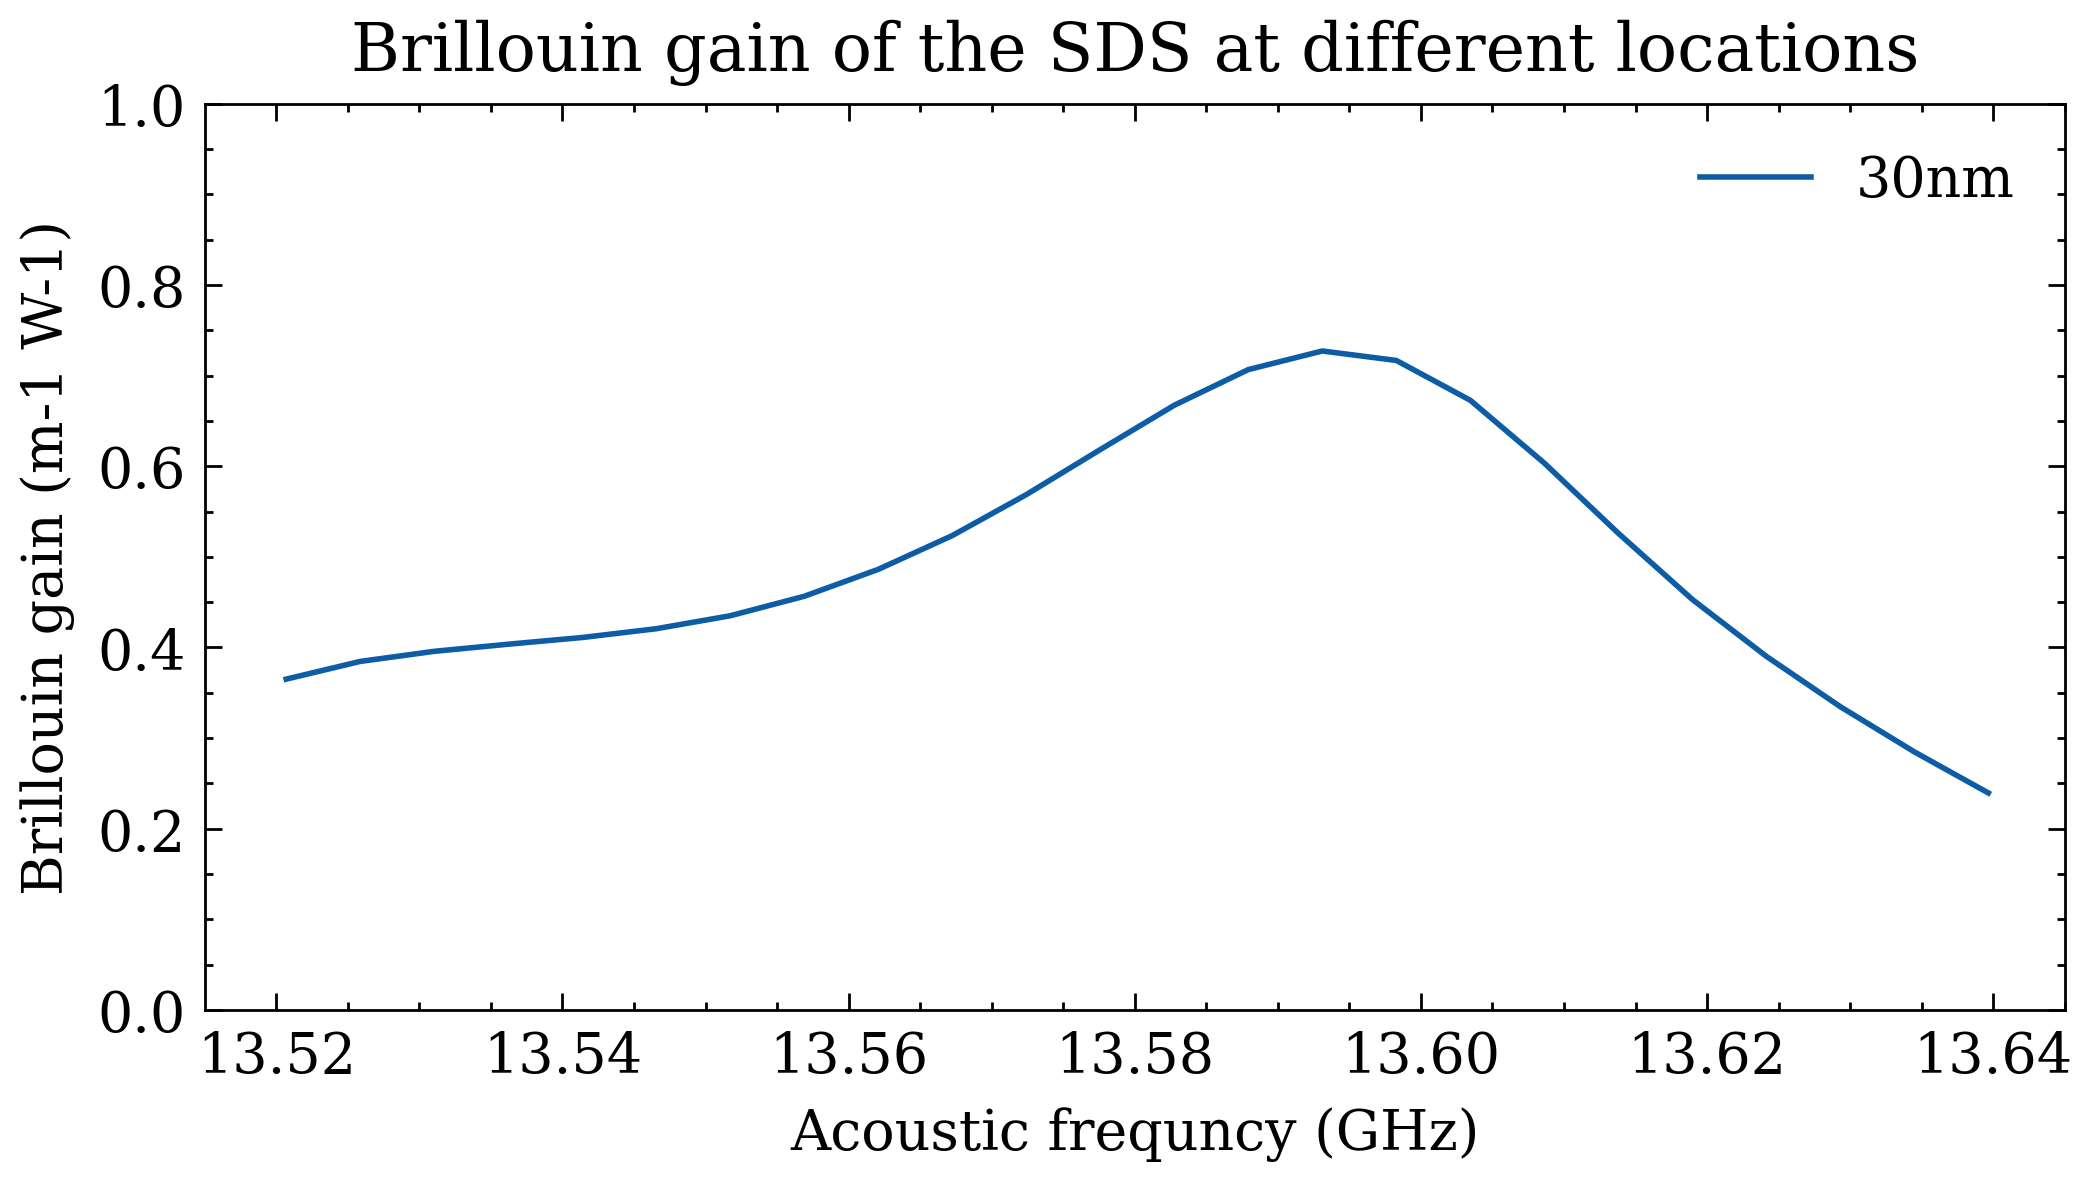 Brillouin gain of the SDS at different locations
1.0
0.8
0.6
0.4
0.2
0.0
Brillouin gain (m-1 W-1)
30nm
13.52 13.54 13.56 13.58 13.60 13.62 13.64
Acoustic frequncy (GHz)